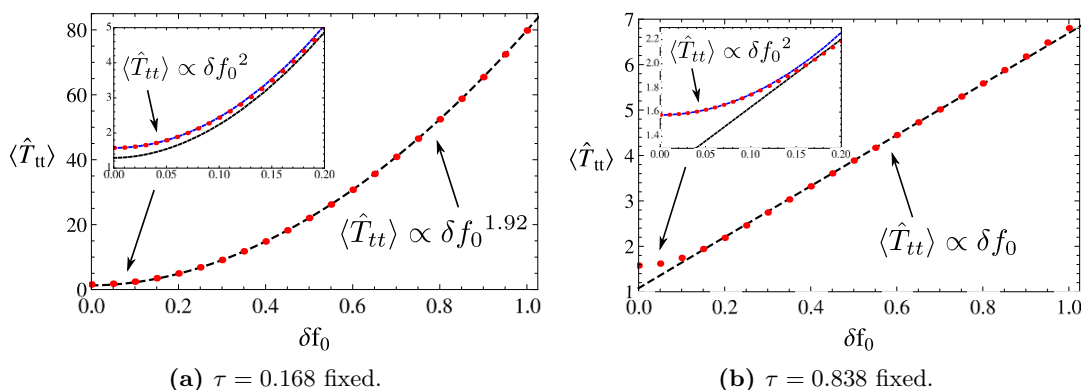 80
60
40
20
0
⟨T̂tt⟩
5
4
3
2
1
0.00 0.05 0.10 0.15 0.20
⟨T̂tt⟩ ∝ δf₀²
⟨T̂tt⟩ ∝ δf₀^1.92
0.0 0.2 0.4 0.6 0.8 1.0
δf₀
(a) τ = 0.168 fixed.
7
6
5
4
3
2
1
⟨T̂tt⟩
2.2
2.0
1.8
1.6
1.4
0.00 0.05 0.10 0.15 0.20
⟨T̂tt⟩ ∝ δf₀²
⟨T̂tt⟩ ∝ δf₀
0.0 0.2 0.4 0.6 0.8 1.0
δf₀
(b) τ = 0.838 fixed.